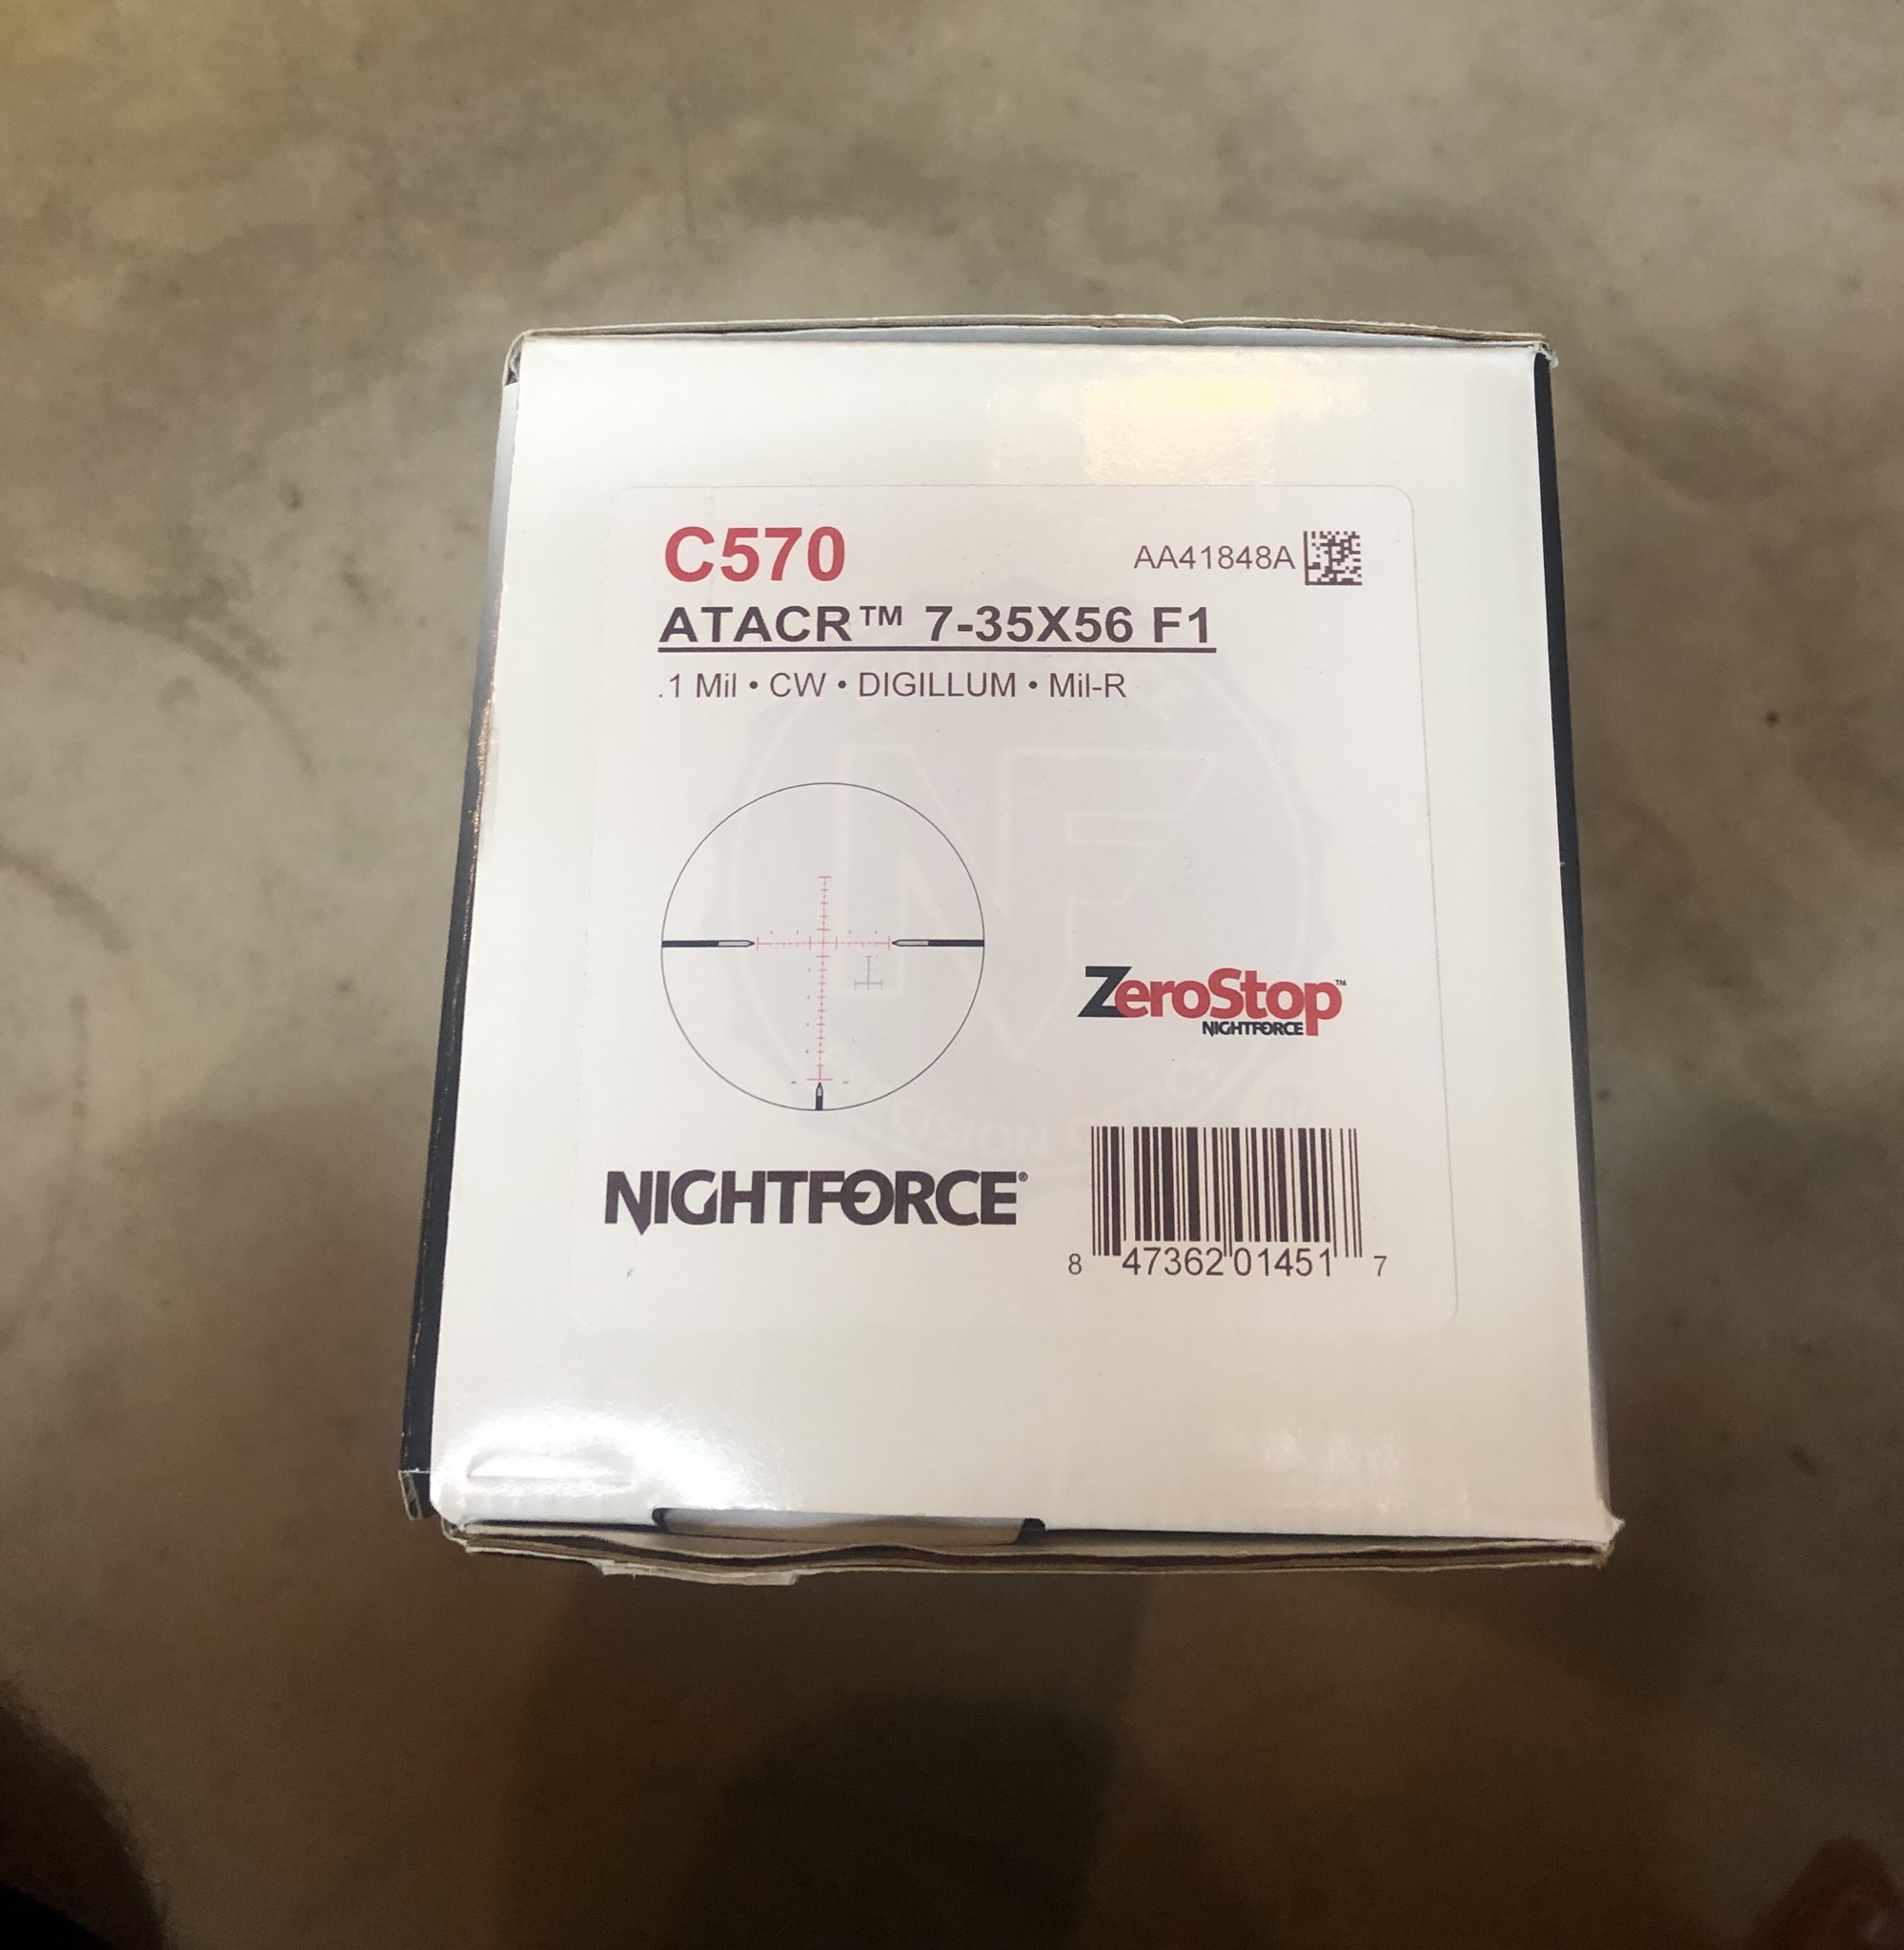 C570
AA41848A
ATACR™ 7-35X56 F1
.1 Mil • CW • DIGILLUM • Mil-R
ZeroStop™
NIGHTFORCE
NIGHTFORCE®
8 47362 01451 7